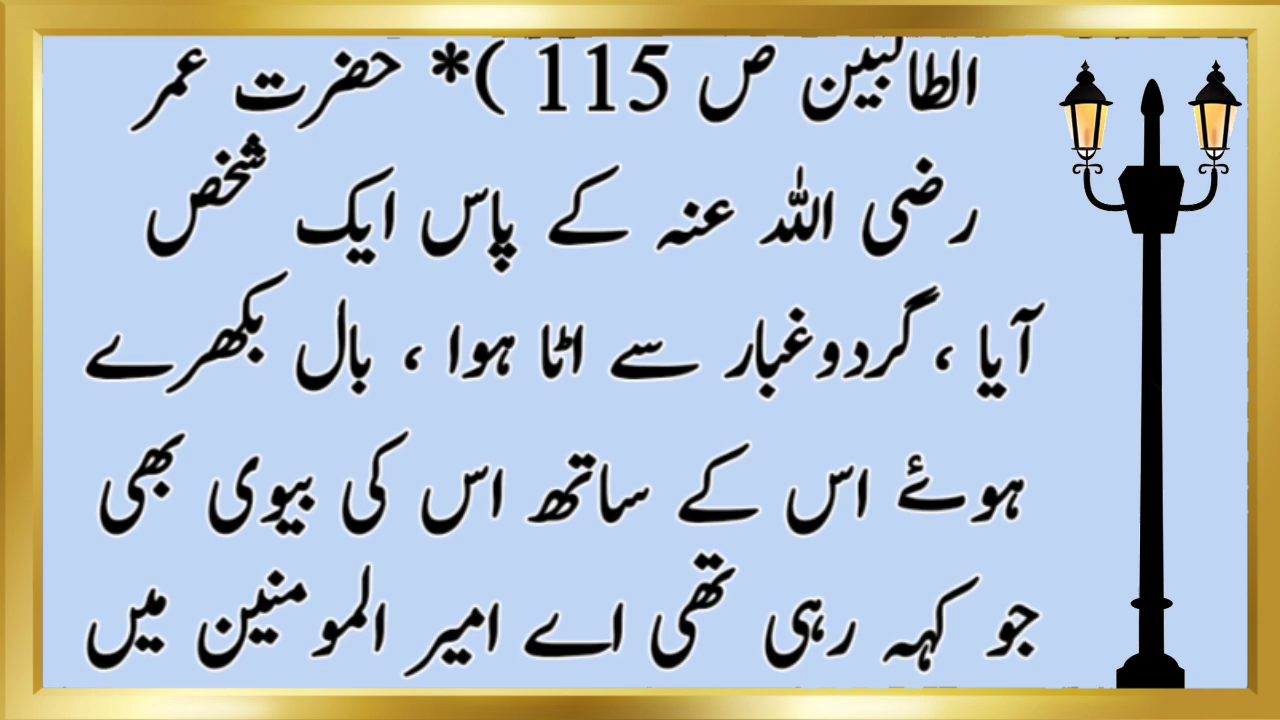 الطالبین ص 115 )* حضرت عمر
رضی اللہ عنہ کے پاس ایک شخص
آیا ، گردوغبار سے اٹا ہوا ، بال بکھرے
ہوئے اس کے ساتھ اس کی بیوی بھی
جو کہہ رہی تھی اے امیر المومنین میں